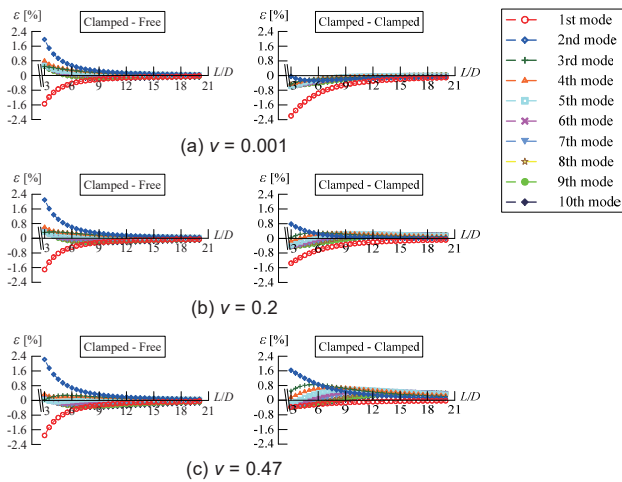 ε [%]
Clamped - Free
L/D
2.4
1.6
0.8
0
-0.8
-1.6
-2.4
3 6 9 12 15 18 21
ε [%]
Clamped - Clamped
L/D
2.4
1.6
0.8
0
-0.8
-1.6
-2.4
3 6 9 12 15 18 21
(a) v = 0.001
ε [%]
Clamped - Free
L/D
2.4
1.6
0.8
0
-0.8
-1.6
-2.4
3 6 9 12 15 18 21
ε [%]
Clamped - Clamped
L/D
2.4
1.6
0.8
0
-0.8
-1.6
-2.4
3 6 9 12 15 18 21
(b) v = 0.2
ε [%]
Clamped - Free
L/D
2.4
1.6
0.8
0
-0.8
-1.6
-2.4
3 6 9 12 15 18 21
ε [%]
Clamped - Clamped
L/D
2.4
1.6
0.8
0
-0.8
-1.6
-2.4
3 6 9 12 15 18 21
(c) v = 0.47
1st mode
2nd mode
3rd mode
4th mode
5th mode
6th mode
7th mode
8th mode
9th mode
10th mode